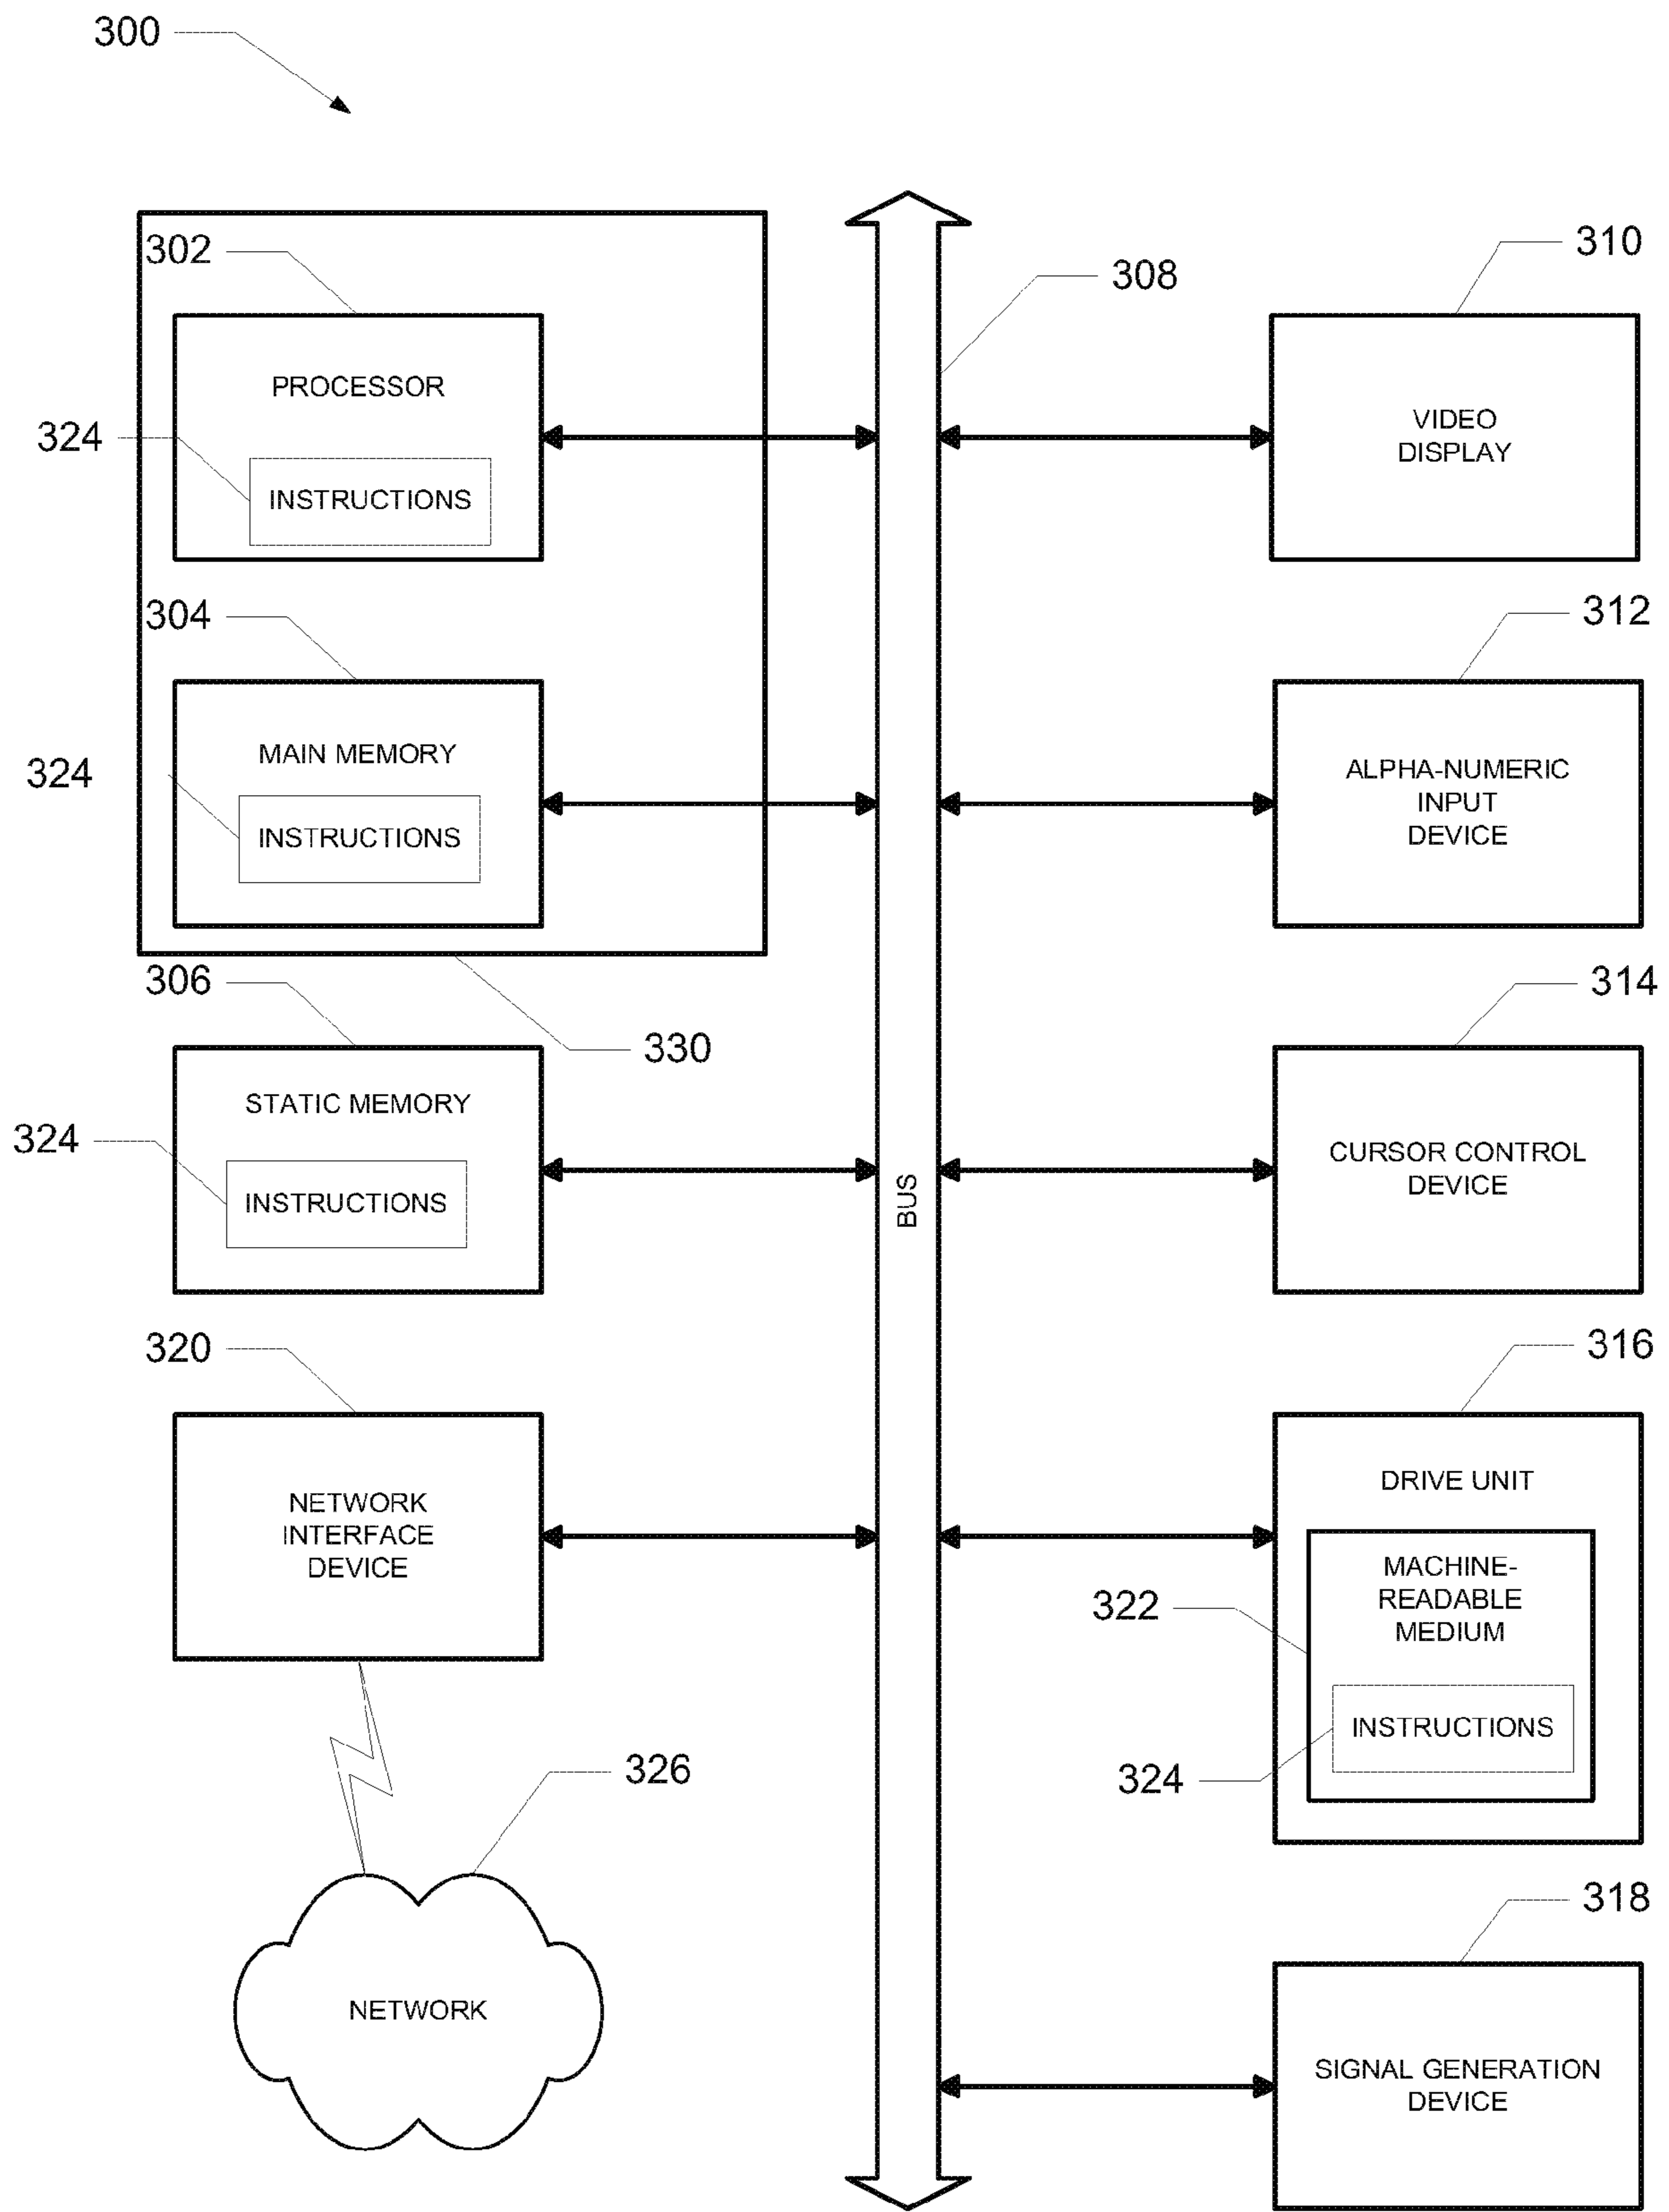 300
302
PROCESSOR
324
INSTRUCTIONS
304
MAIN MEMORY
324
INSTRUCTIONS
330
306
STATIC MEMORY
324
INSTRUCTIONS
320
NETWORK
INTERFACE
DEVICE
326
NETWORK
308
BUS
310
VIDEO
DISPLAY
312
ALPHA-NUMERIC
INPUT
DEVICE
314
CURSOR CONTROL
DEVICE
316
DRIVE UNIT
322
MACHINE-
READABLE
MEDIUM
324
INSTRUCTIONS
318
SIGNAL GENERATION
DEVICE